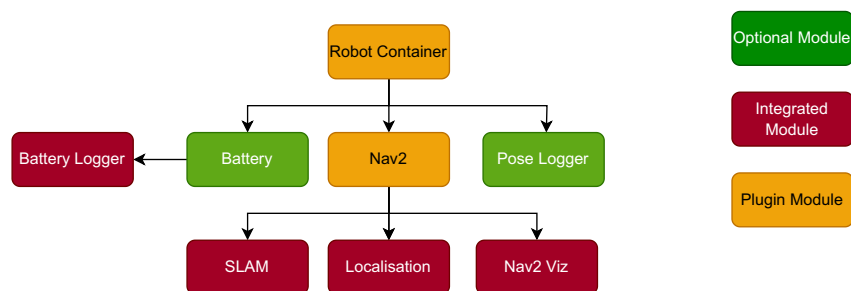 Robot Container
Optional Module
Integrated
Module
Battery Logger
Battery
Nav2
Pose Logger
Plugin Module
SLAM
Localisation
Nav2 Viz